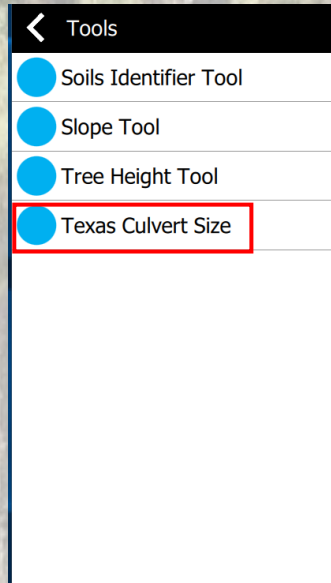 Tools
Soils Identifier Tool
Slope Tool
Tree Height Tool
Texas Culvert Size